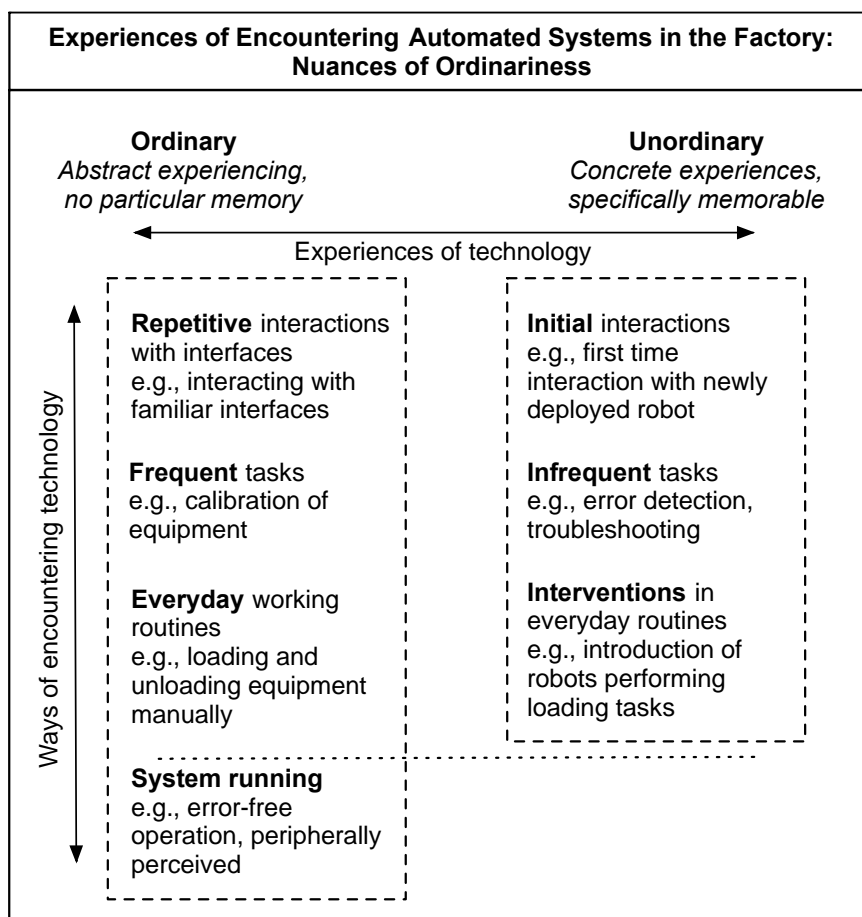 Experiences of Encountering Automated Systems in the Factory:
Nuances of Ordinariness
Ordinary
Abstract experiencing,
no particular memory
Unordinary
Concrete experiences,
specifically memorable
Experiences of technology
Ways of encountering technology
Repetitive interactions
with interfaces
e.g., interacting with
familiar interfaces
Initial interactions
e.g., first time
interaction with newly
deployed robot
Frequent tasks
e.g., calibration of
equipment
Infrequent tasks
e.g., error detection,
troubleshooting
Everyday working
routines
e.g., loading and
unloading equipment
manually
Interventions in
everyday routines
e.g., introduction of
robots performing
loading tasks
System running
e.g., error-free
operation, peripherally
perceived